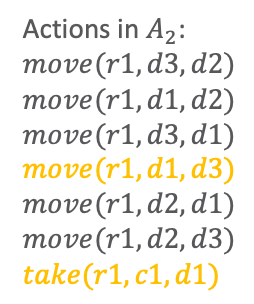 Actions in A₂:
move(r1, d3, d2)
move(r1, d1, d2)
move(r1, d3, d1)
move(r1, d1, d3)
move(r1, d2, d1)
move(r1, d2, d3)
take(r1, c1, d1)